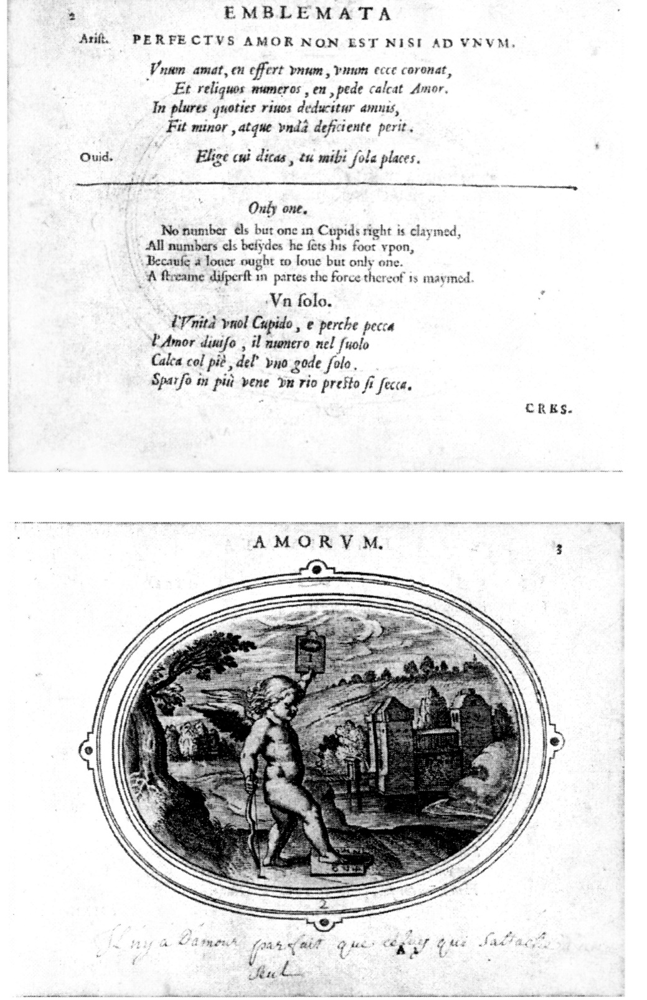 2 EMBLEMATA
Arist. PERFECTVS AMOR NON EST NISI AD VNVM.
Vnum amat, en effert vnum, vnum ecce coronat,
Et reliquos numeros, en, pede calcat Amor.
In plures quoties riuos deducitur amnis,
Fit minor, atque vndâ deficiente perit.
Ouid. Elige cui dicas, tu mihi ſola places.
Only one.
No number els but one in Cupids right is claymed,
All numbers els beſydes he ſets his foot vpon,
Becauſe a louer ought to loue but only one.
A ſtreame diſperſt in partes the force thereof is maymed.
Vn ſolo.
l'Vnità vuol Cupido, e perche pecca
l'Amor diuiſo, il numero nel ſuolo
Calca col piè, del' vno gode ſolo.
Sparſo in più vene vn rio preſto ſi ſecca.
CRES-
AMORVM. 3
1
2
Il n'y a D'amour parfait que celuy qui Sattache
A
Seul